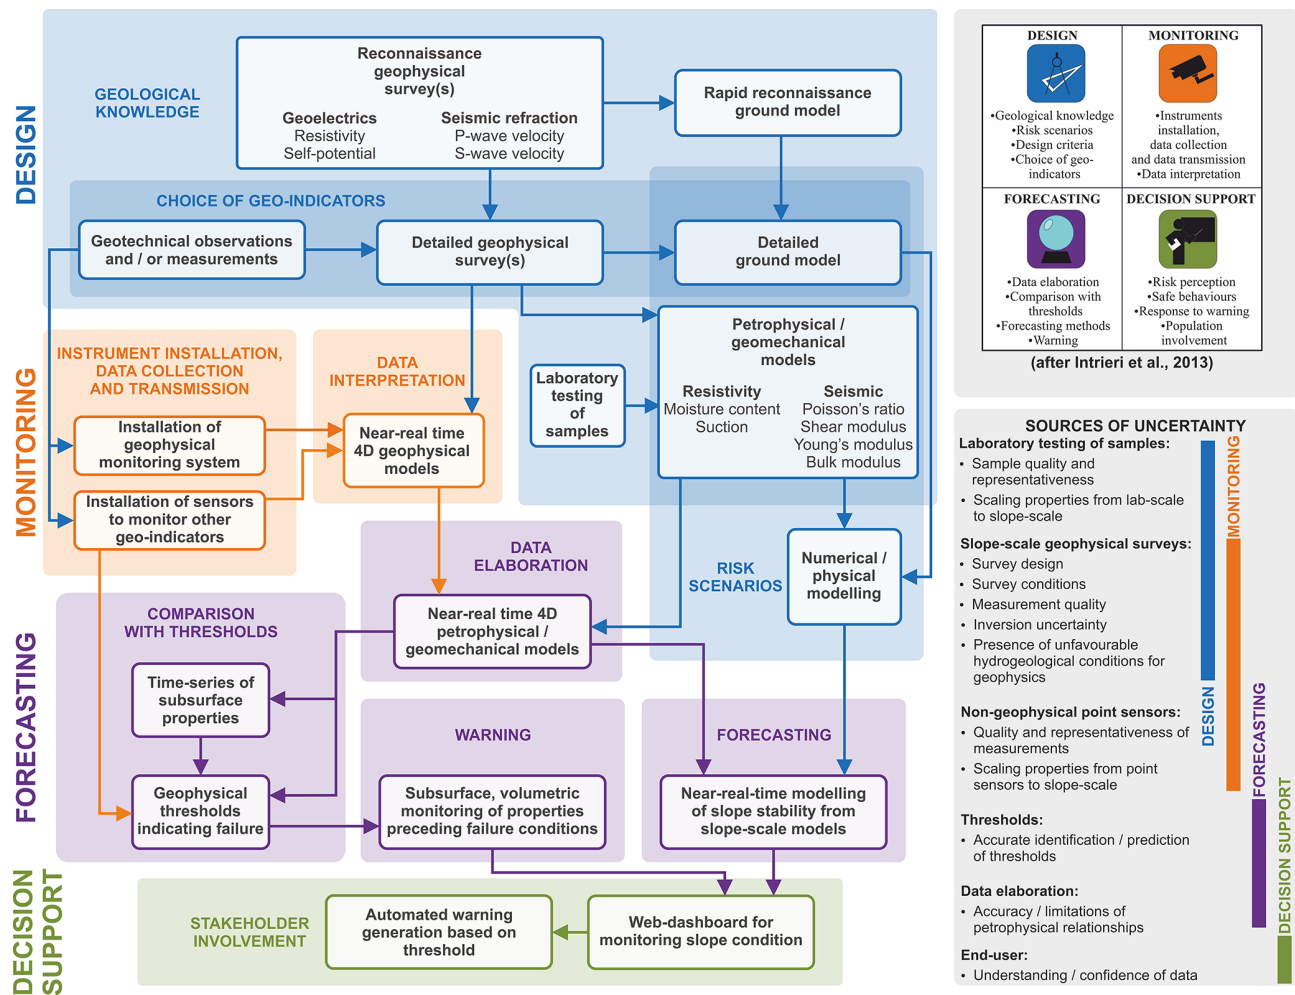 DESIGN
GEOLOGICAL
KNOWLEDGE
Reconnaissance
geophysical
survey(s)
Geoelectrics
Resistivity
Self-potential
Seismic refraction
P-wave velocity
S-wave velocity
Rapid reconnaissance
ground model
CHOICE OF GEO-INDICATORS
Geotechnical observations
and / or measurements
Detailed geophysical
survey(s)
Detailed
ground model
Petrophysical /
geomechanical
models
Resistivity
Moisture content
Suction
Seismic
Poisson's ratio
Shear modulus
Young's modulus
Bulk modulus
Laboratory
testing
of
samples
RISK
SCENARIOS
Numerical /
physical
modelling
MONITORING
INSTRUMENT INSTALLATION,
DATA COLLECTION
AND TRANSMISSION
Installation of
geophysical
monitoring system
Installation of sensors
to monitor other
geo-indicators
DATA
INTERPRETATION
Near-real time
4D geophysical
models
FORECASTING
DATA
ELABORATION
Near-real time 4D
petrophysical /
geomechanical models
COMPARISON
WITH THRESHOLDS
Time-series of
subsurface
properties
Geophysical
thresholds
indicating failure
WARNING
Subsurface, volumetric
monitoring of properties
preceding failure conditions
FORECASTING
Near-real-time modelling
of slope stability from
slope-scale models
DECISION
SUPPORT
STAKEHOLDER
INVOLVEMENT
Automated warning
generation based on
threshold
Web-dashboard for
monitoring slope condition
DESIGN
•Geological knowledge
•Risk scenarios
•Design criteria
•Choice of geo-
indicators
MONITORING
•Instruments
installation,
data collection
and data transmission
•Data interpretation
FORECASTING
•Data elaboration
•Comparison with
thresholds
•Forecasting methods
•Warning
DECISION SUPPORT
•Risk perception
•Safe behaviours
•Response to warning
•Population
involvement
(after Intrieri et al., 2013)
SOURCES OF UNCERTAINTY
Laboratory testing of samples:
• Sample quality and
representativeness
• Scaling properties from lab-scale
to slope-scale
Slope-scale geophysical surveys:
• Survey design
• Survey conditions
• Measurement quality
• Inversion uncertainty
• Presence of unfavourable
hydrogeological conditions for
geophysics
Non-geophysical point sensors:
• Quality and representativeness of
measurements
• Scaling properties from point
sensors to slope-scale
Thresholds:
• Accurate identification / prediction
of thresholds
Data elaboration:
• Accuracy / limitations of
petrophysical relationships
End-user:
• Understanding / confidence of data
DESIGN
MONITORING
FORECASTING
DECISION SUPPORT